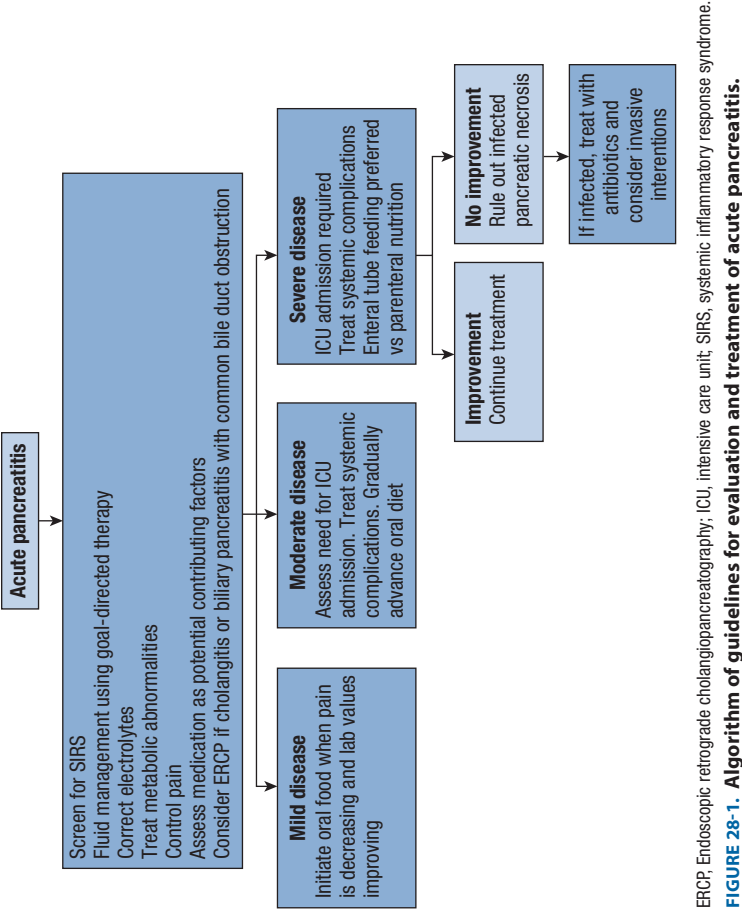 Acute pancreatitis
Screen for SIRS
Fluid management using goal-directed therapy
Correct electrolytes
Treat metabolic abnormalities
Control pain
Assess medication as potential contributing factors
Consider ERCP if cholangitis or biliary pancreatitis with common bile duct obstruction
Mild disease
Initiate oral food when pain
is decreasing and lab values
improving
Moderate disease
Assess need for ICU
admission. Treat systemic
complications. Gradually
advance oral diet
Severe disease
ICU admission required
Treat systemic complications
Enteral tube feeding preferred
vs parenteral nutrition
Improvement
Continue treatment
No improvement
Rule out infected
pancreatic necrosis
If infected, treat with
antibiotics and
consider invasive
interentions
ERCP, Endoscopic retrograde cholangiopancreatography; ICU, intensive care unit; SIRS, systemic inflammatory response syndrome.
FIGURE 28-1. Algorithm of guidelines for evaluation and treatment of acute pancreatitis.